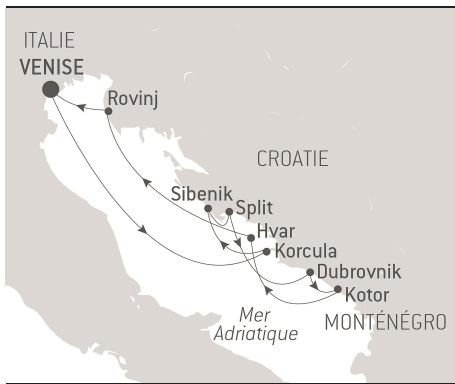 ITALIE
VENISE
Rovinj
CROATIE
Sibenik
Split
Hvar
Korcula
Dubrovnik
Kotor
Mer
Adriatique
MONTÉNÉGRO